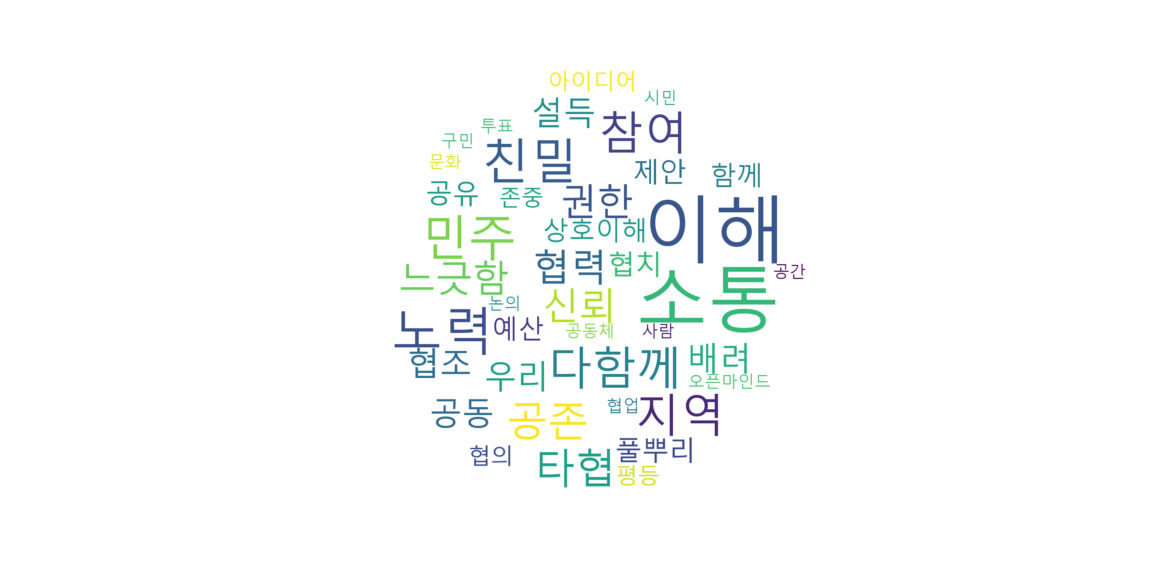 아이디어
시민
설득
참여
투표
구민
친밀
문화
제안
함께
공유
존중
권한
이해
민주
상호이해
협력
협치
느긋함
공간
소통
신뢰
논의
노력
예산
공동체
사람
협조
우리
다함께
배려
오픈마인드
공동
공존
협업
지역
협의
풀뿌리
타협
평등